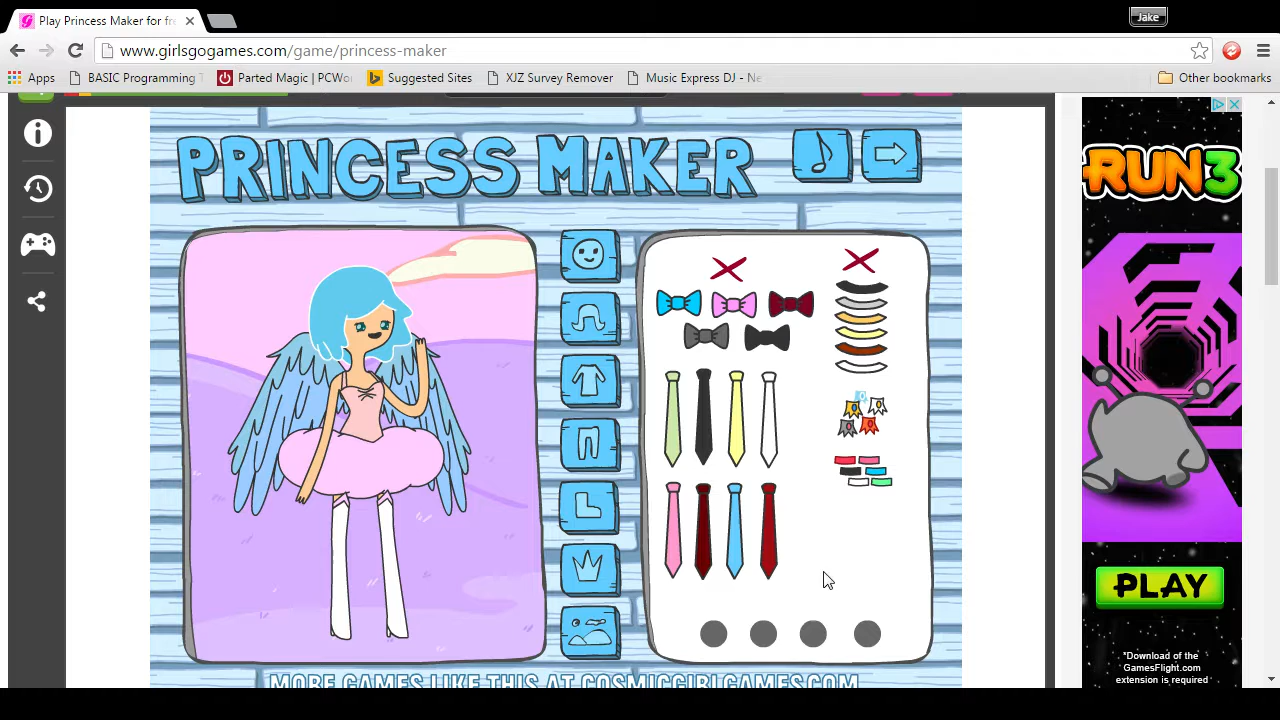 Play Princess Maker for fre
Jake
www.girlsgogames.com/game/princess-maker
Apps
BASIC Programming T
Parted Magic | PCWo
Suggested Sites
XJZ Survey Remover
Music Express DJ - Ne
Other bookmarks
PRINCESS MAKER
RUN3
PLAY
*Download of the
GamesFlight.com
extension is required
MORE GAMES LIKE THIS AT COSMICGIRLGAMES.COM